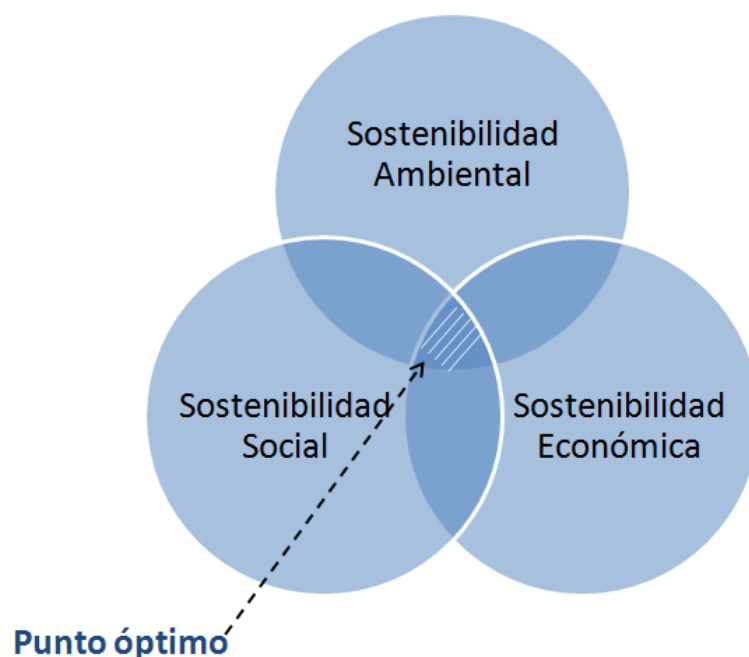 Sostenibilidad
Ambiental
Sostenibilidad
Social
Sostenibilidad
Económica
Punto óptimo